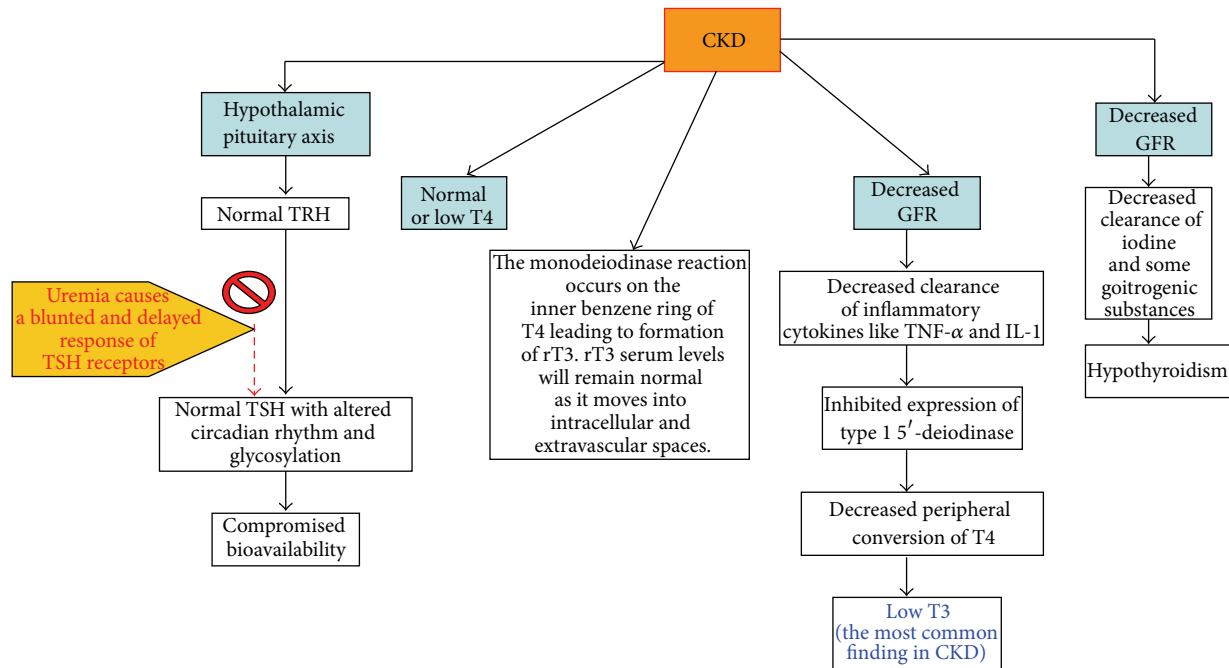 CKD
Hypothalamic
pituitary axis
Normal TRH
Uremia causes
a blunted and delayed
response of
TSH receptors
Normal TSH with altered
circadian rhythm and
glycosylation
Compromised
bioavailability
Normal
or low T4
The monodeiodinase reaction
occurs on the
inner benzene ring of
T4 leading to formation
of rT3. rT3 serum levels
will remain normal
as it moves into
intracellular and
extravascular spaces.
Decreased
GFR
Decreased clearance
of inflammatory
cytokines like TNF-α and IL-1
Inhibited expression of
type 1 5′-deiodinase
Decreased peripheral
conversion of T4
Low T3
(the most common
finding in CKD)
Decreased
GFR
Decreased
clearance of
iodine
and some
goitrogenic
substances
Hypothyroidism